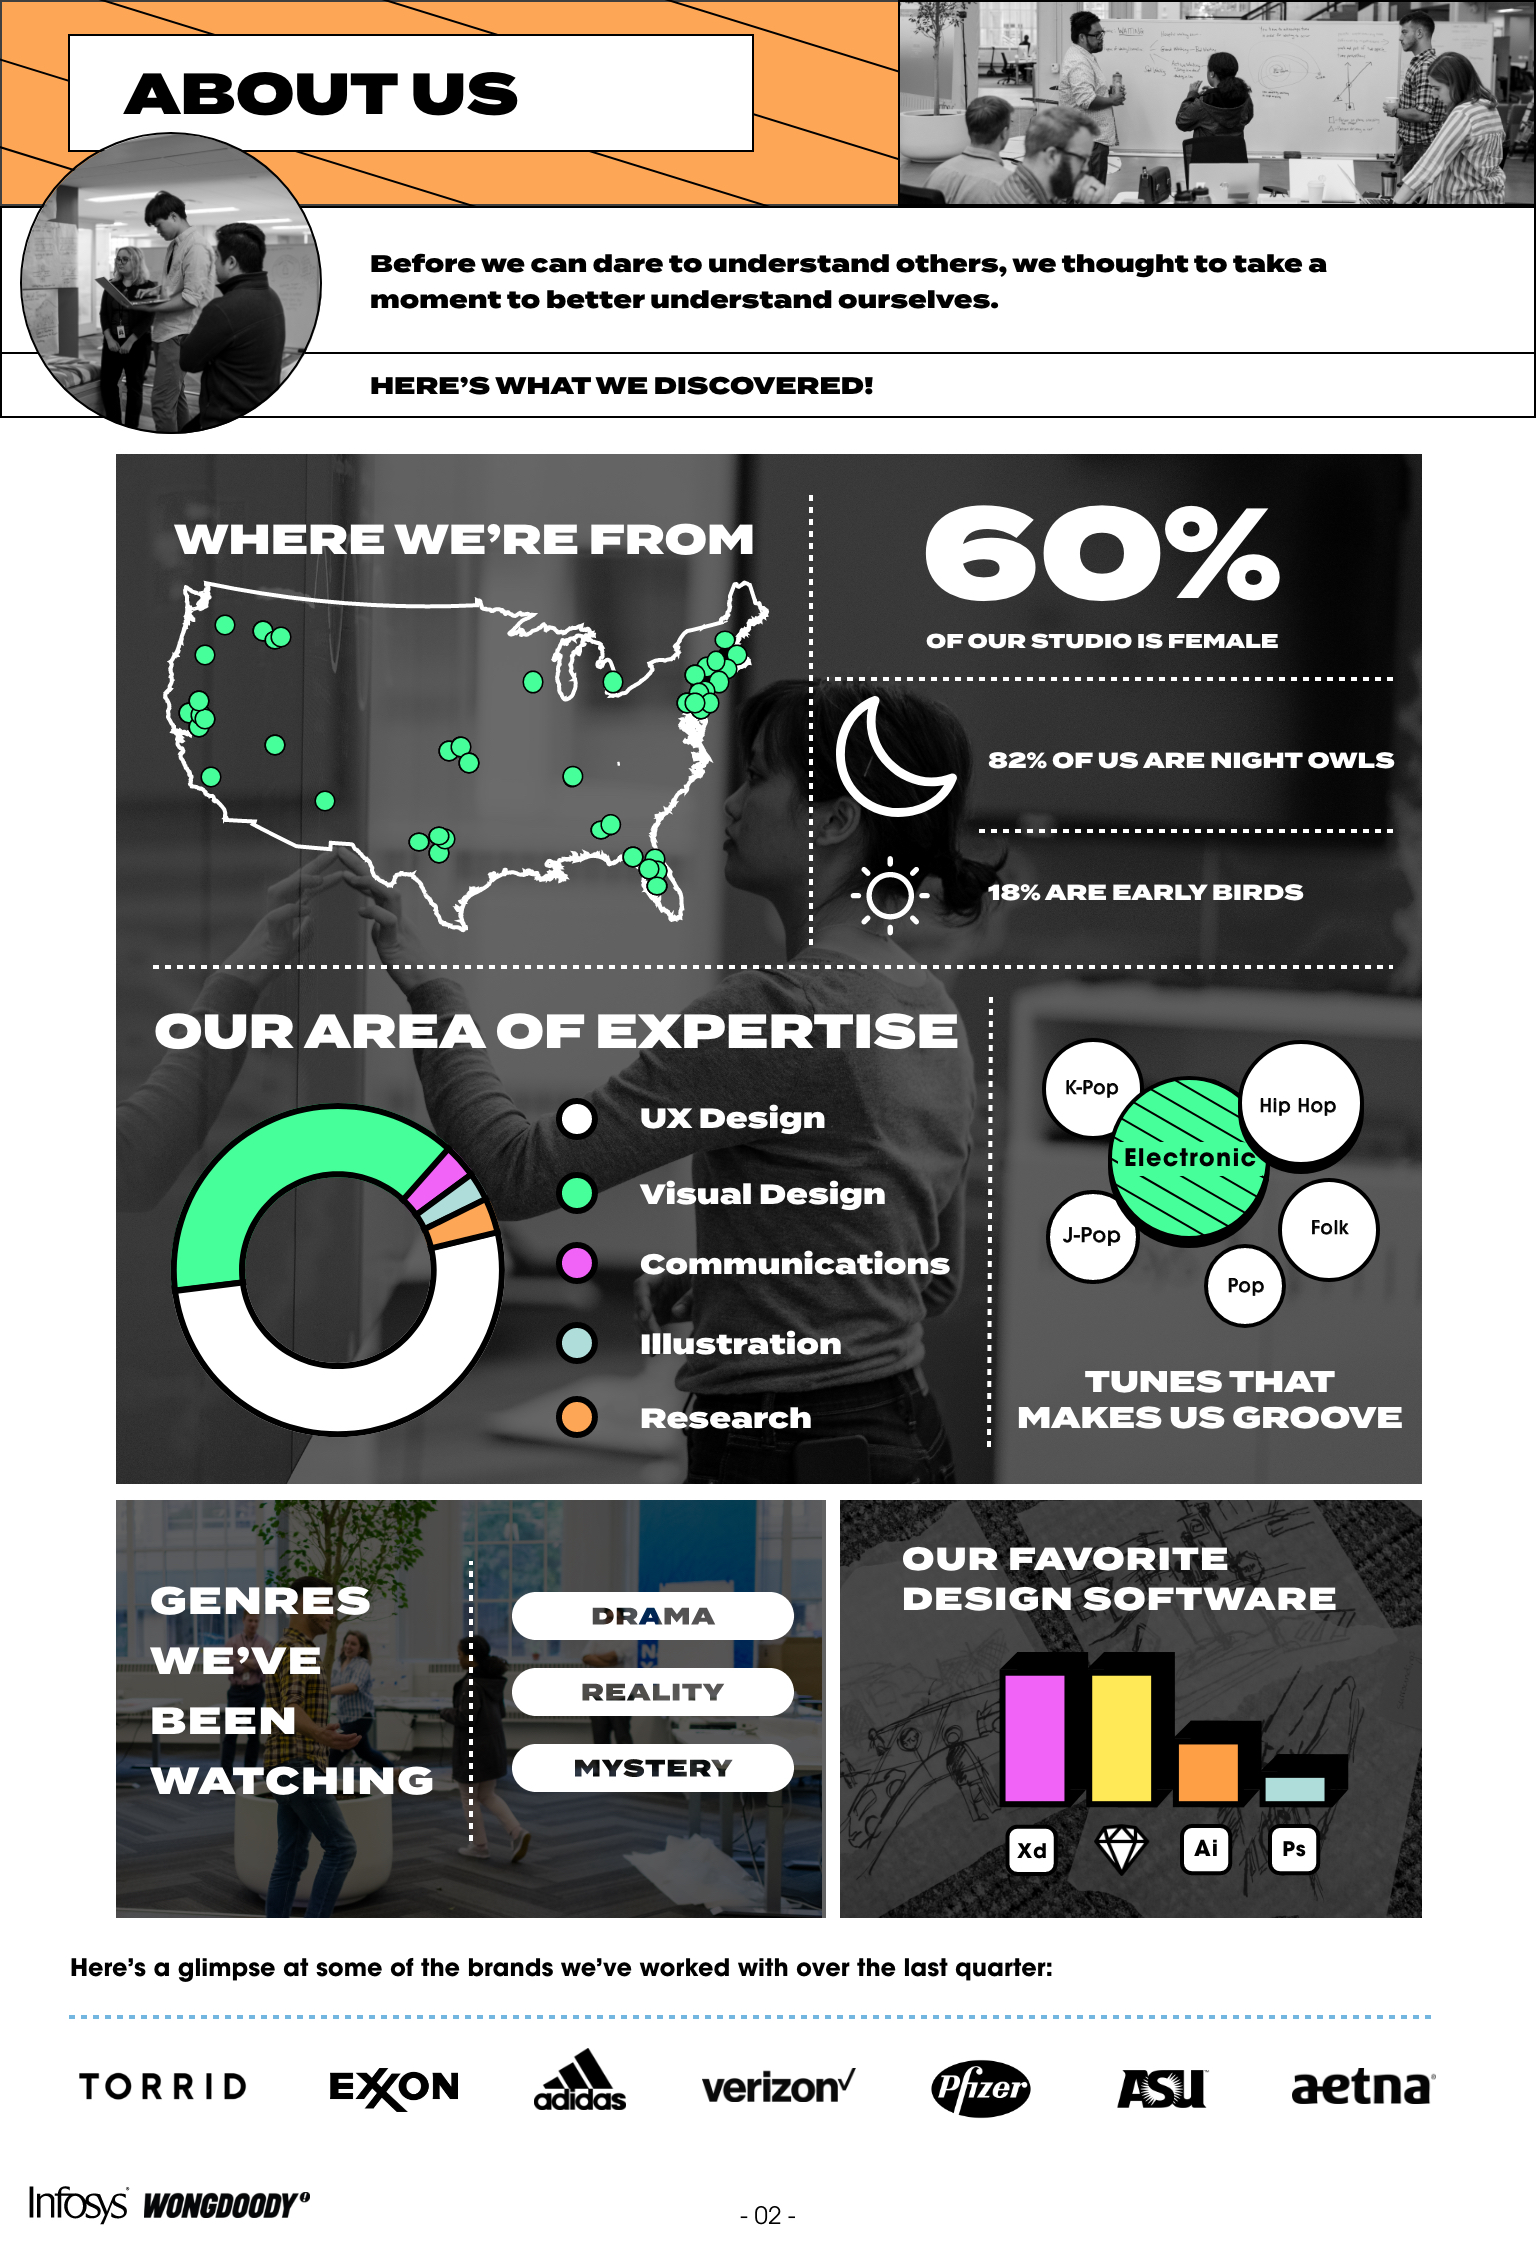 ABOUT US
Before we can dare to understand others, we thought to take a
moment to better understand ourselves.
HERE'S WHAT WE DISCOVERED!
WHERE WE'RE FROM
60%
OF OUR STUDIO IS FEMALE
82% OF US ARE NIGHT OWLS
18% ARE EARLY BIRDS
OUR AREA OF EXPERTISE
UX Design
Visual Design
Communications
Illustration
Research
K-Pop
Hip Hop
Electronic
J-Pop
Folk
Pop
TUNES THAT
MAKES US GROOVE
GENRES
WE'VE
BEEN
WATCHING
DRAMA
REALITY
MYSTERY
OUR FAVORITE
DESIGN SOFTWARE
Xd
Ai
Ps
Here's a glimpse at some of the brands we've worked with over the last quarter:
TORRID
EXXON
adidas
verizon
Pfizer
ASU
aetna
Infosys WONGDOODY
- 02 -